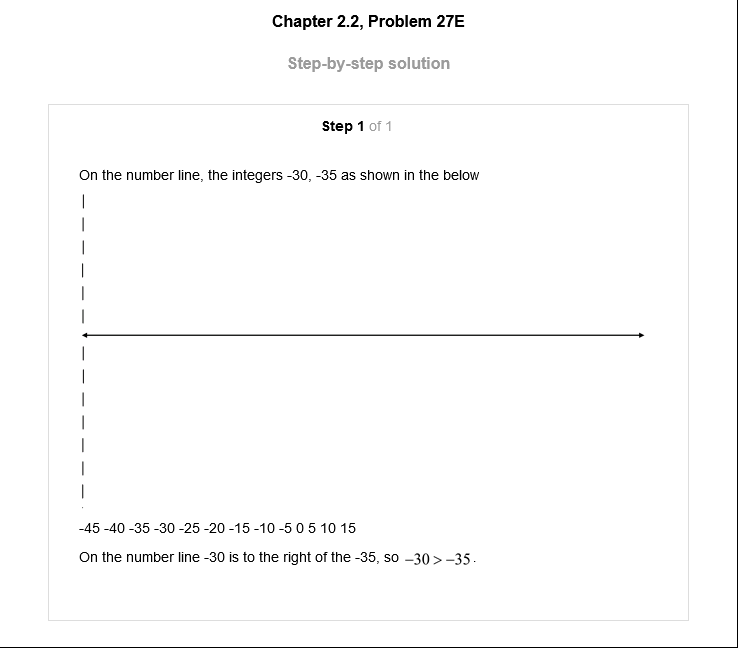 Chapter 2.2, Problem 27E
Step-by-step solution
Step 1 of 1
On the number line, the integers -30, -35 as shown in the below
-45 -40 -35 -30 -25 -20 -15 -10 -5 0 5 10 15
On the number line -30 is to the right of the -35, so −30 > −35.